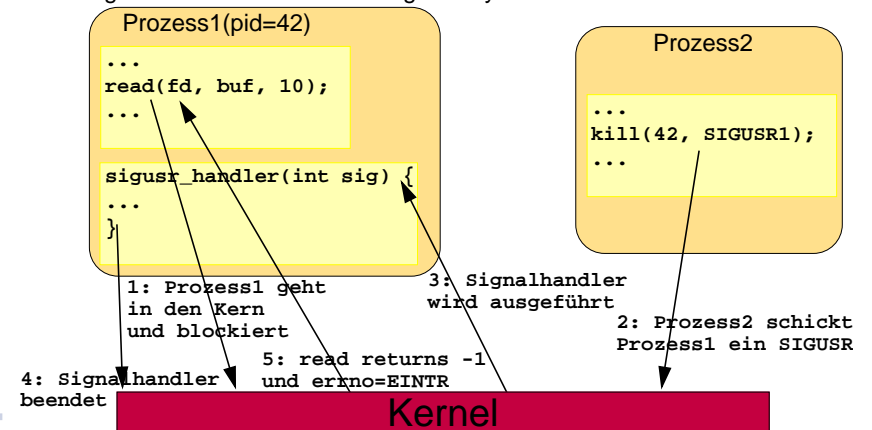 Prozess1(pid=42)
...
read(fd, buf, 10);
...
sigusr_handler(int sig) {
...
}
Prozess2
...
kill(42, SIGUSR1);
...
1: Prozess1 geht
in den Kern
und blockiert
3: Signalhandler
wird ausgeführt
2: Prozess2 schickt
Prozess1 ein SIGUSR
5: read returns -1
und errno=EINTR
4: Signalhandler
beendet
Kernel